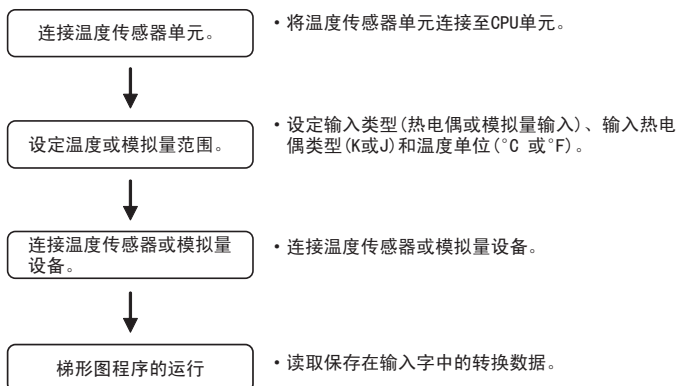 连接温度传感器单元。
•将温度传感器单元连接至CPU单元。
设定温度或模拟量范围。
•设定输入类型(热电偶或模拟量输入)、输入热电
偶类型(K或J)和温度单位(°C 或°F)。
连接温度传感器或模拟量
设备。
•连接温度传感器或模拟量设备。
梯形图程序的运行
•读取保存在输入字中的转换数据。